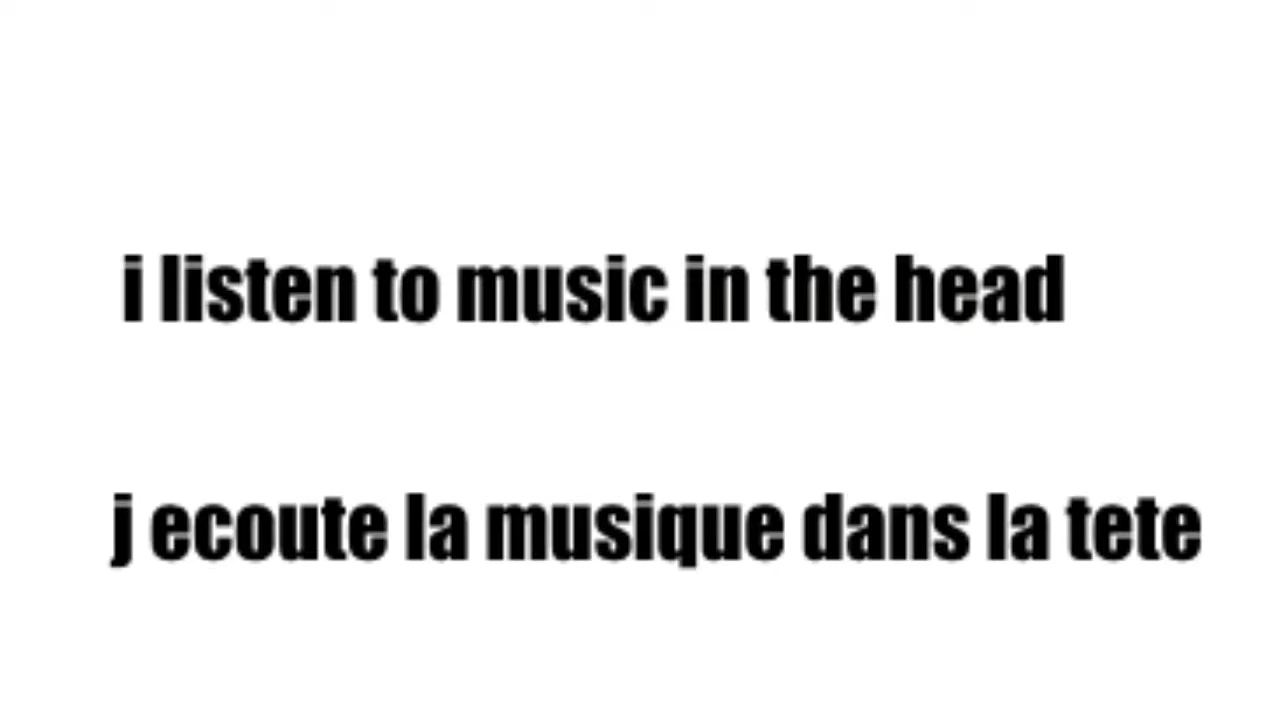 i listen to music in the head
j ecoute la musique dans la tete